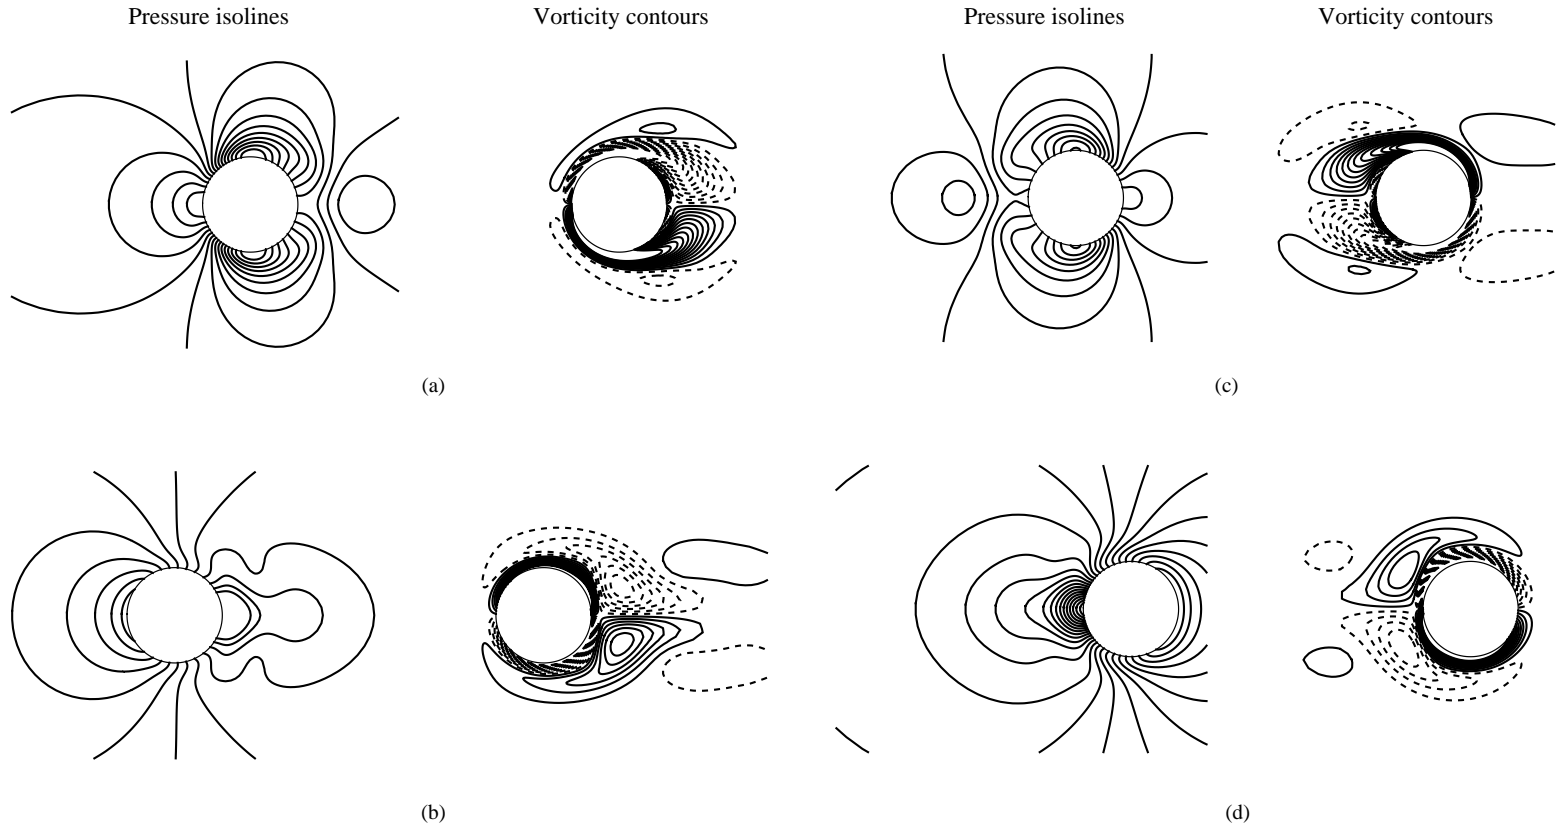 Pressure isolines Vorticity contours Pressure isolines Vorticity contours
(a) (c)
(b) (d)